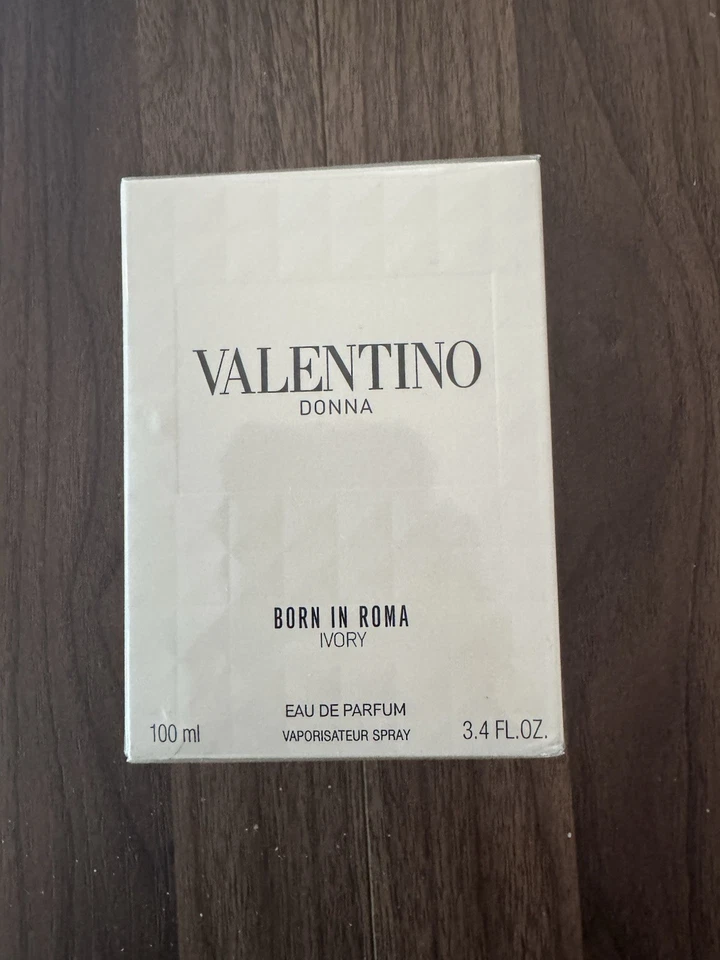 VALENTINO
DONNA
BORN IN ROMA
IVORY
EAU DE PARFUM
100 ml VAPORISATEUR SPRAY 3.4 FL.OZ.